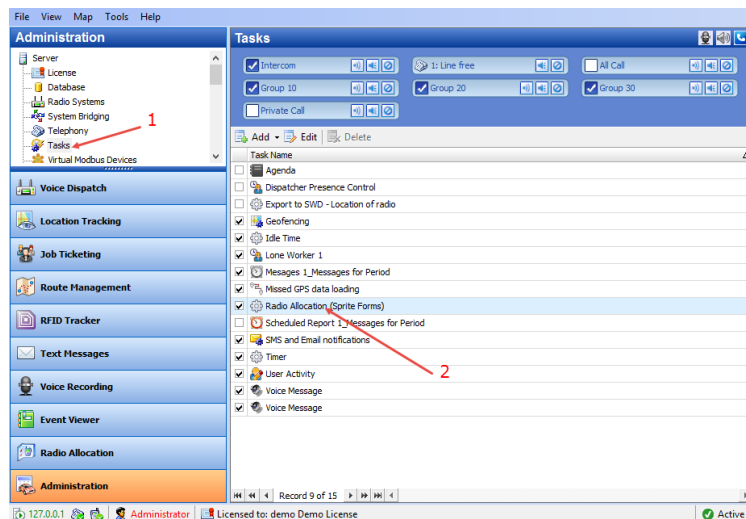 File View Map Tools Help
Administration
Server
License
Database
Radio Systems
System Bridging
Telephony
Tasks
Virtual Modbus Devices
1
Voice Dispatch
Location Tracking
Job Ticketing
Route Management
RFID Tracker
Text Messages
Voice Recording
Event Viewer
Radio Allocation
Administration
Tasks
Intercom 1: Line free All Call
Group 10 Group 20 Group 30
Private Call
Add Edit Delete
Task Name
Agenda
Dispatcher Presence Control
Export to SWD - Location of radio
Geofencing
Idle Time
Lone Worker 1
Mesages 1_Messages for Period
Missed GPS data loading
Radio Allocation (Sprite Forms)
Scheduled Report 1_Messages for Period
SMS and Email notifications
Timer
User Activity
2
Voice Message
Voice Message
Record 9 of 15
127.0.0.1 Administrator Licensed to: demo Demo License Active